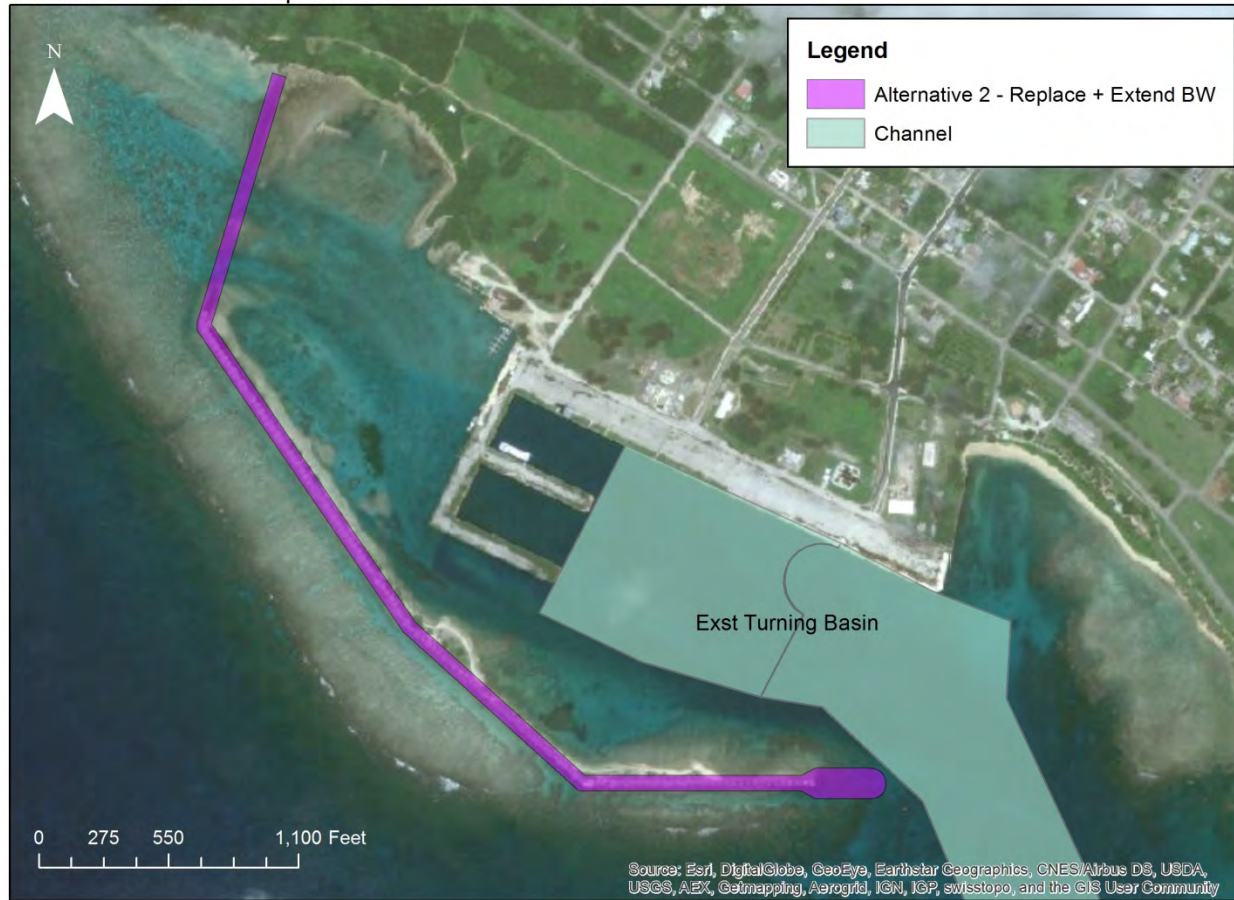 N
Legend
Alternative 2 - Replace + Extend BW
Channel
Exst Turning Basin
0 275 550 1,100 Feet
Source: Esri, DigitalGlobe, GeoEye, Earthstar Geographics, CNES/Airbus DS, USDA,
USGS, AEX, Getmapping, Aerogrid, IGN, IGP, swisstopo, and the GIS User Community